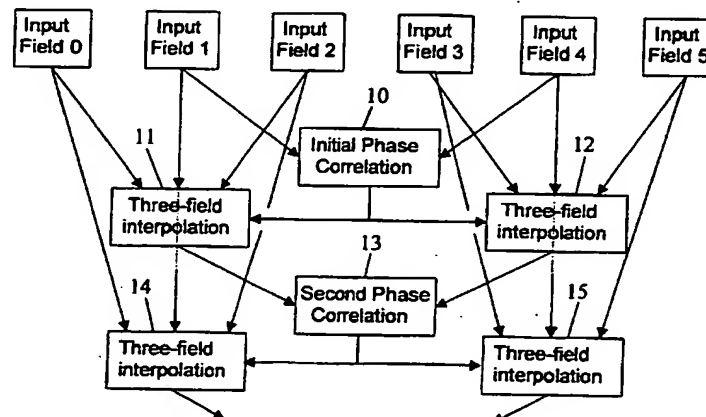 Input Field 0
Input Field 1
Input Field 2
Input Field 3
Input Field 4
Input Field 5
10
Initial Phase
Correlation
11
Three-field
interpolation
12
Three-field
interpolation
13
Second Phase
Correlation
14
Three-field
interpolation
15
Three-field
interpolation